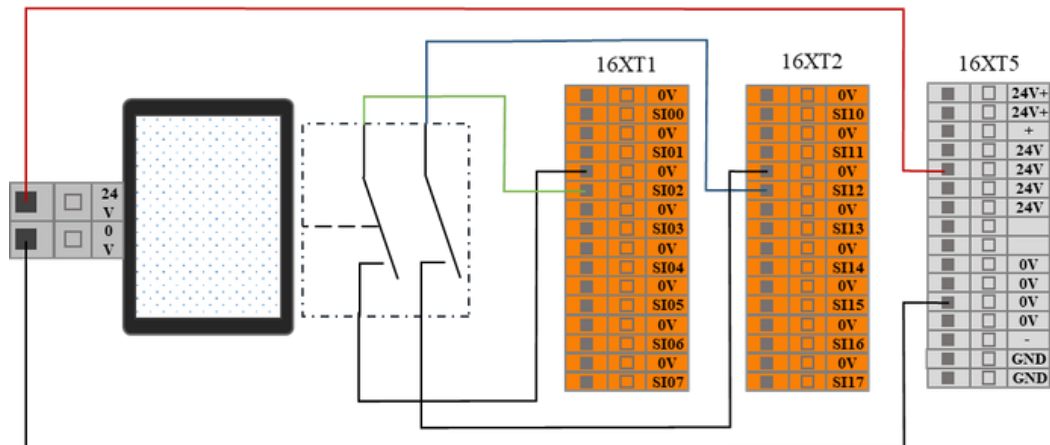 16XT1
16XT2
16XT5
24
V
0
V
0V
SI00
0V
SI01
0V
SI02
0V
SI03
0V
SI04
0V
SI05
0V
SI06
0V
SI07
0V
SI10
0V
SI11
0V
SI12
0V
SI13
0V
SI14
0V
SI15
0V
SI16
0V
SI17
24V+
24V+
+
24V
24V
24V
24V
0V
0V
0V
0V
-
GND
GND